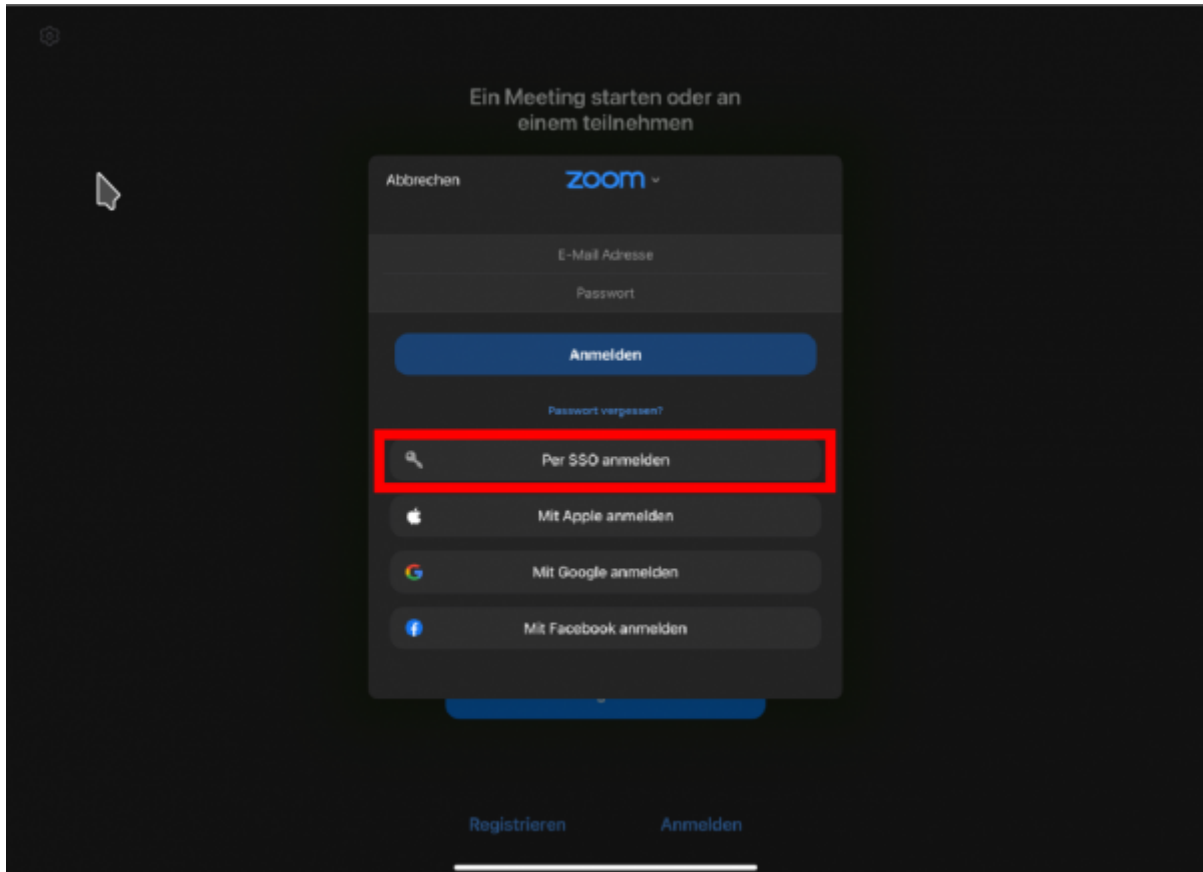 Ein Meeting starten oder an
einem teilnehmen
Abbrechen
zoom
E-Mail Adresse
Passwort
Anmelden
Passwort vergessen?
Per SSO anmelden
Mit Apple anmelden
Mit Google anmelden
Mit Facebook anmelden
Registrieren
Anmelden